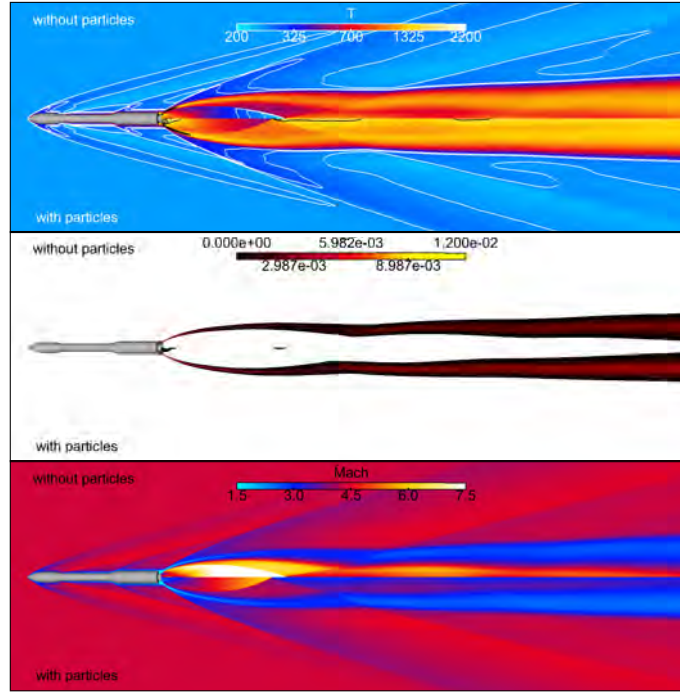 without particles
T
200 325 700 1325 2200
with particles
without particles
0.000e+00 5.982e-03 1.200e-02
2.987e-03 8.987e-03
with particles
without particles
Mach
1.5 3.0 4.5 6.0 7.5
with particles